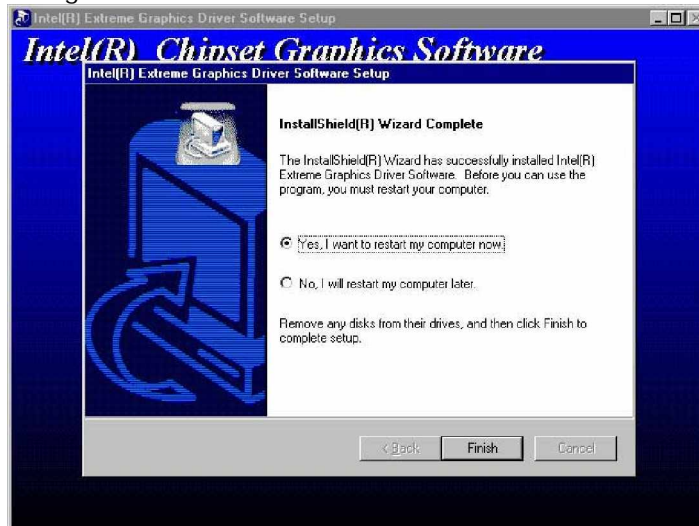 Intel(R) Extreme Graphics Driver Software Setup
Intel(R) Chipset Graphics Software
Intel(R) Extreme Graphics Driver Software Setup
InstallShield(R) Wizard Complete
The InstallShield(R) Wizard has successfully installed Intel(R)
Extreme Graphics Driver Software. Before you can use the
program, you must restart your computer.
Yes, I want to restart my computer now.
No, I will restart my computer later.
Remove any disks from their drives, and then click Finish to
complete setup.
< Back Finish Cancel